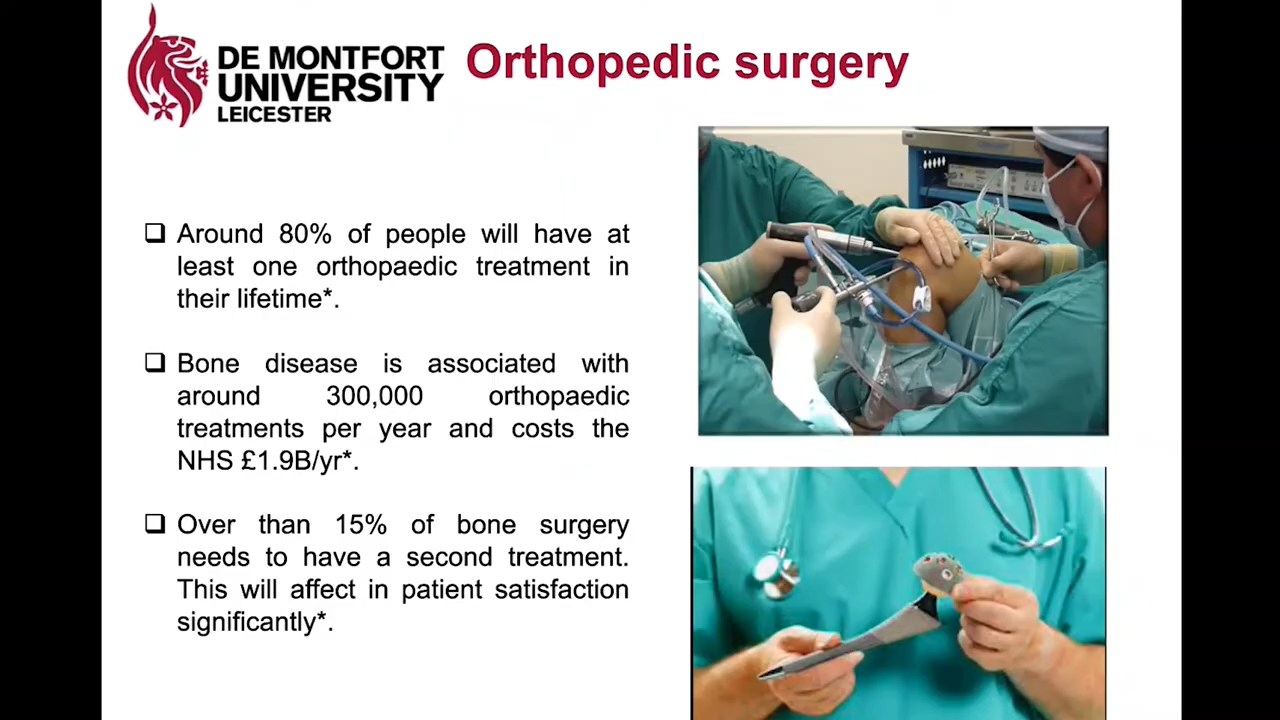 DE MONTFORT
UNIVERSITY
LEICESTER
Orthopedic surgery
❑ Around 80% of people will have at
least one orthopaedic treatment in
their lifetime*.
❑ Bone disease is associated with
around 300,000 orthopaedic
treatments per year and costs the
NHS £1.9B/yr*.
❑ Over than 15% of bone surgery
needs to have a second treatment.
This will affect in patient satisfaction
significantly*.